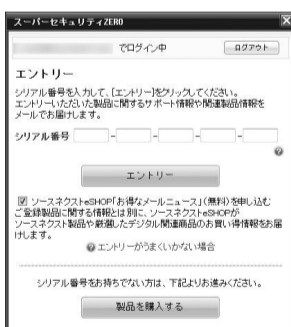 スーパーセキュリティZERO
でログイン中
ログアウト
エントリー
シリアル番号を入力して、[エントリー]をクリックしてください。
エントリーいただいた製品に関するサポート情報や関連製品情報を
メールでお届けします。
シリアル番号 - - - -
エントリー
ソースネクストeSHOP「お得なメールニュース」(無料)を申し込む
ご登録製品に関する情報とは別に、ソースネクストeSHOPが
ソースネクスト製品や厳選したデジタル関連商品のお買い得情報をお届
けします。
エントリーがうまくいかない場合
シリアル番号をお持ちでない方は、下記よりお進みください。
製品を購入する